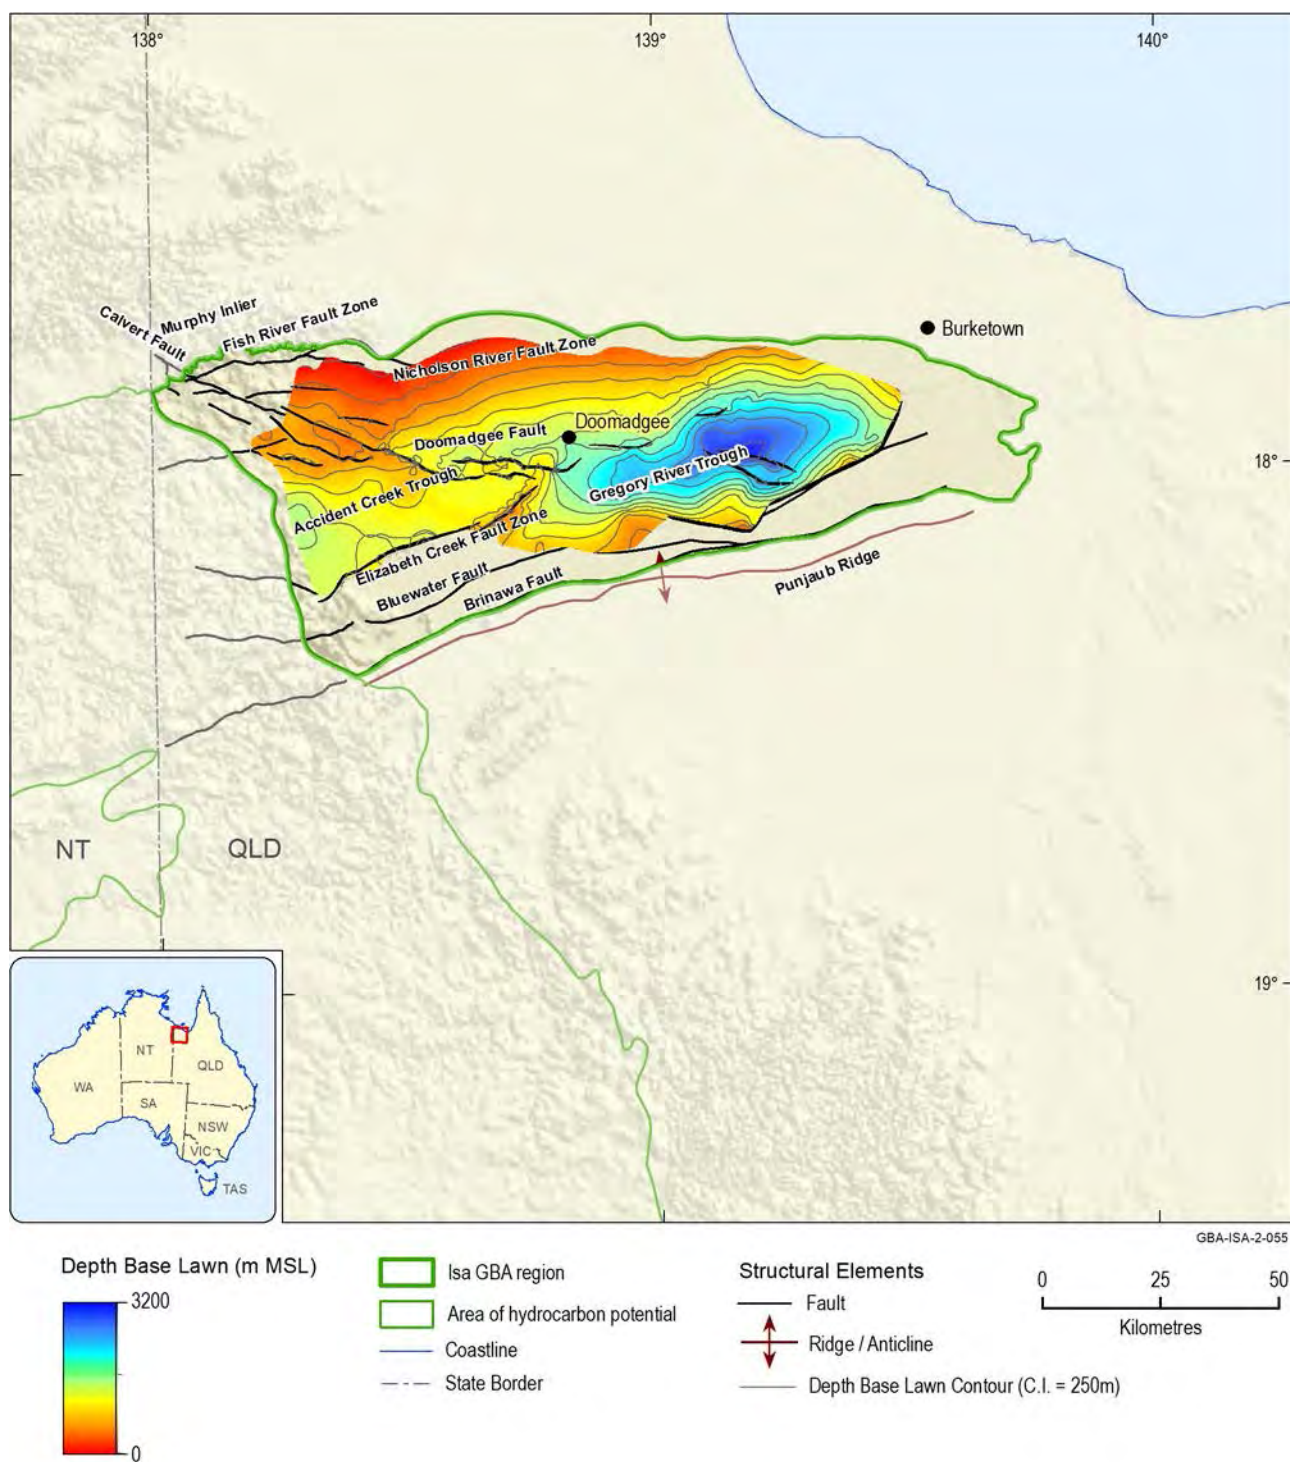 138°
139°
140°
Murphy Inlier
Calvert Fault
Fish River Fault Zone
Burketown
Nicholson River Fault Zone
Doomadgee
Doomadgee Fault
18°
Gregory River Trough
Accident Creek Trough
Elizabeth Creek Fault Zone
Bluewater Fault
Brinawa Fault
Punjaub Ridge
NT
QLD
19°
NT
QLD
WA
SA
NSW
VIC
TAS
GBA-ISA-2-055
Depth Base Lawn (m MSL)
3200
0
Isa GBA region
Area of hydrocarbon potential
Coastline
State Border
Structural Elements
Fault
Ridge / Anticline
Depth Base Lawn Contour (C.I. = 250m)
0 25 50
Kilometres